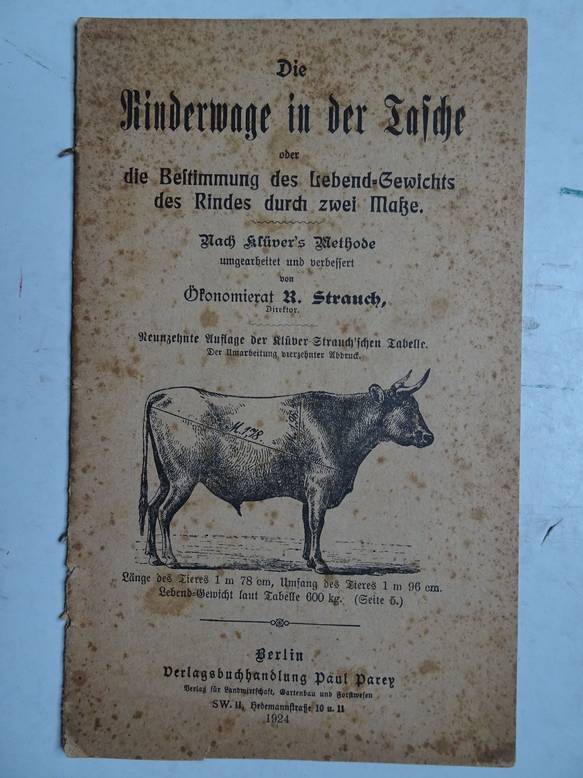 Die
Rinderwage in der Tasche
oder
die Bestimmung des Lebend-Gewichts
des Rindes durch zwei Maße.
Nach Klüver's Methode
umgearbeitet und verbessert
von
Ökonomierat R. Strauch,
Direktor.
Neunzehnte Auflage der Klüver-Strauch'schen Tabelle.
Der Umarbeitung vierzehnter Abdruck.
M. 1,78.
Länge des Tieres 1 m 78 cm, Umfang des Tieres 1 m 96 cm.
Lebend-Gewicht laut Tabelle 600 kg. (Seite 5.)
Berlin
Verlagsbuchhandlung Paul Parey
Verlag für Landwirtschaft, Gartenbau und Forstwesen
SW. 11, Hedemannstraße 10 u. 11
1924